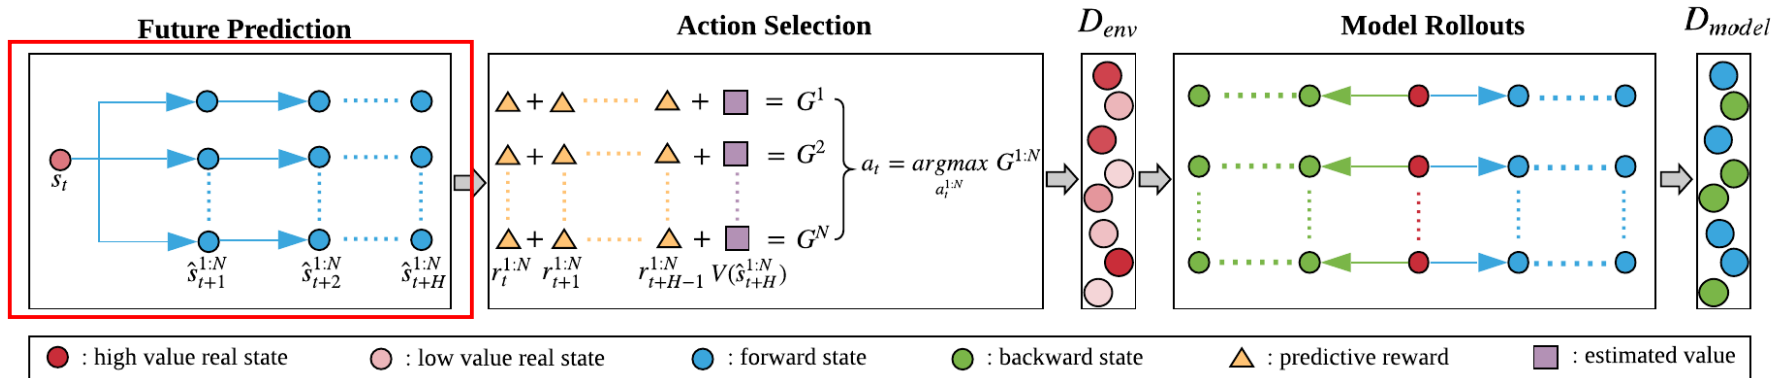 Future Prediction
Action Selection
D_env
Model Rollouts
D_model
s_t
ŝ^{1:N}_{t+1} ŝ^{1:N}_{t+2} ŝ^{1:N}_{t+H}
+ + = G^1
+ + = G^2
+ + = G^N
a_t = argmax G^{1:N}
a_t^{1:N}
r_t^{1:N} r^{1:N}_{t+1} r^{1:N}_{t+H−1} V(ŝ^{1:N}_{t+H})
: high value real state : low value real state : forward state : backward state : predictive reward : estimated value